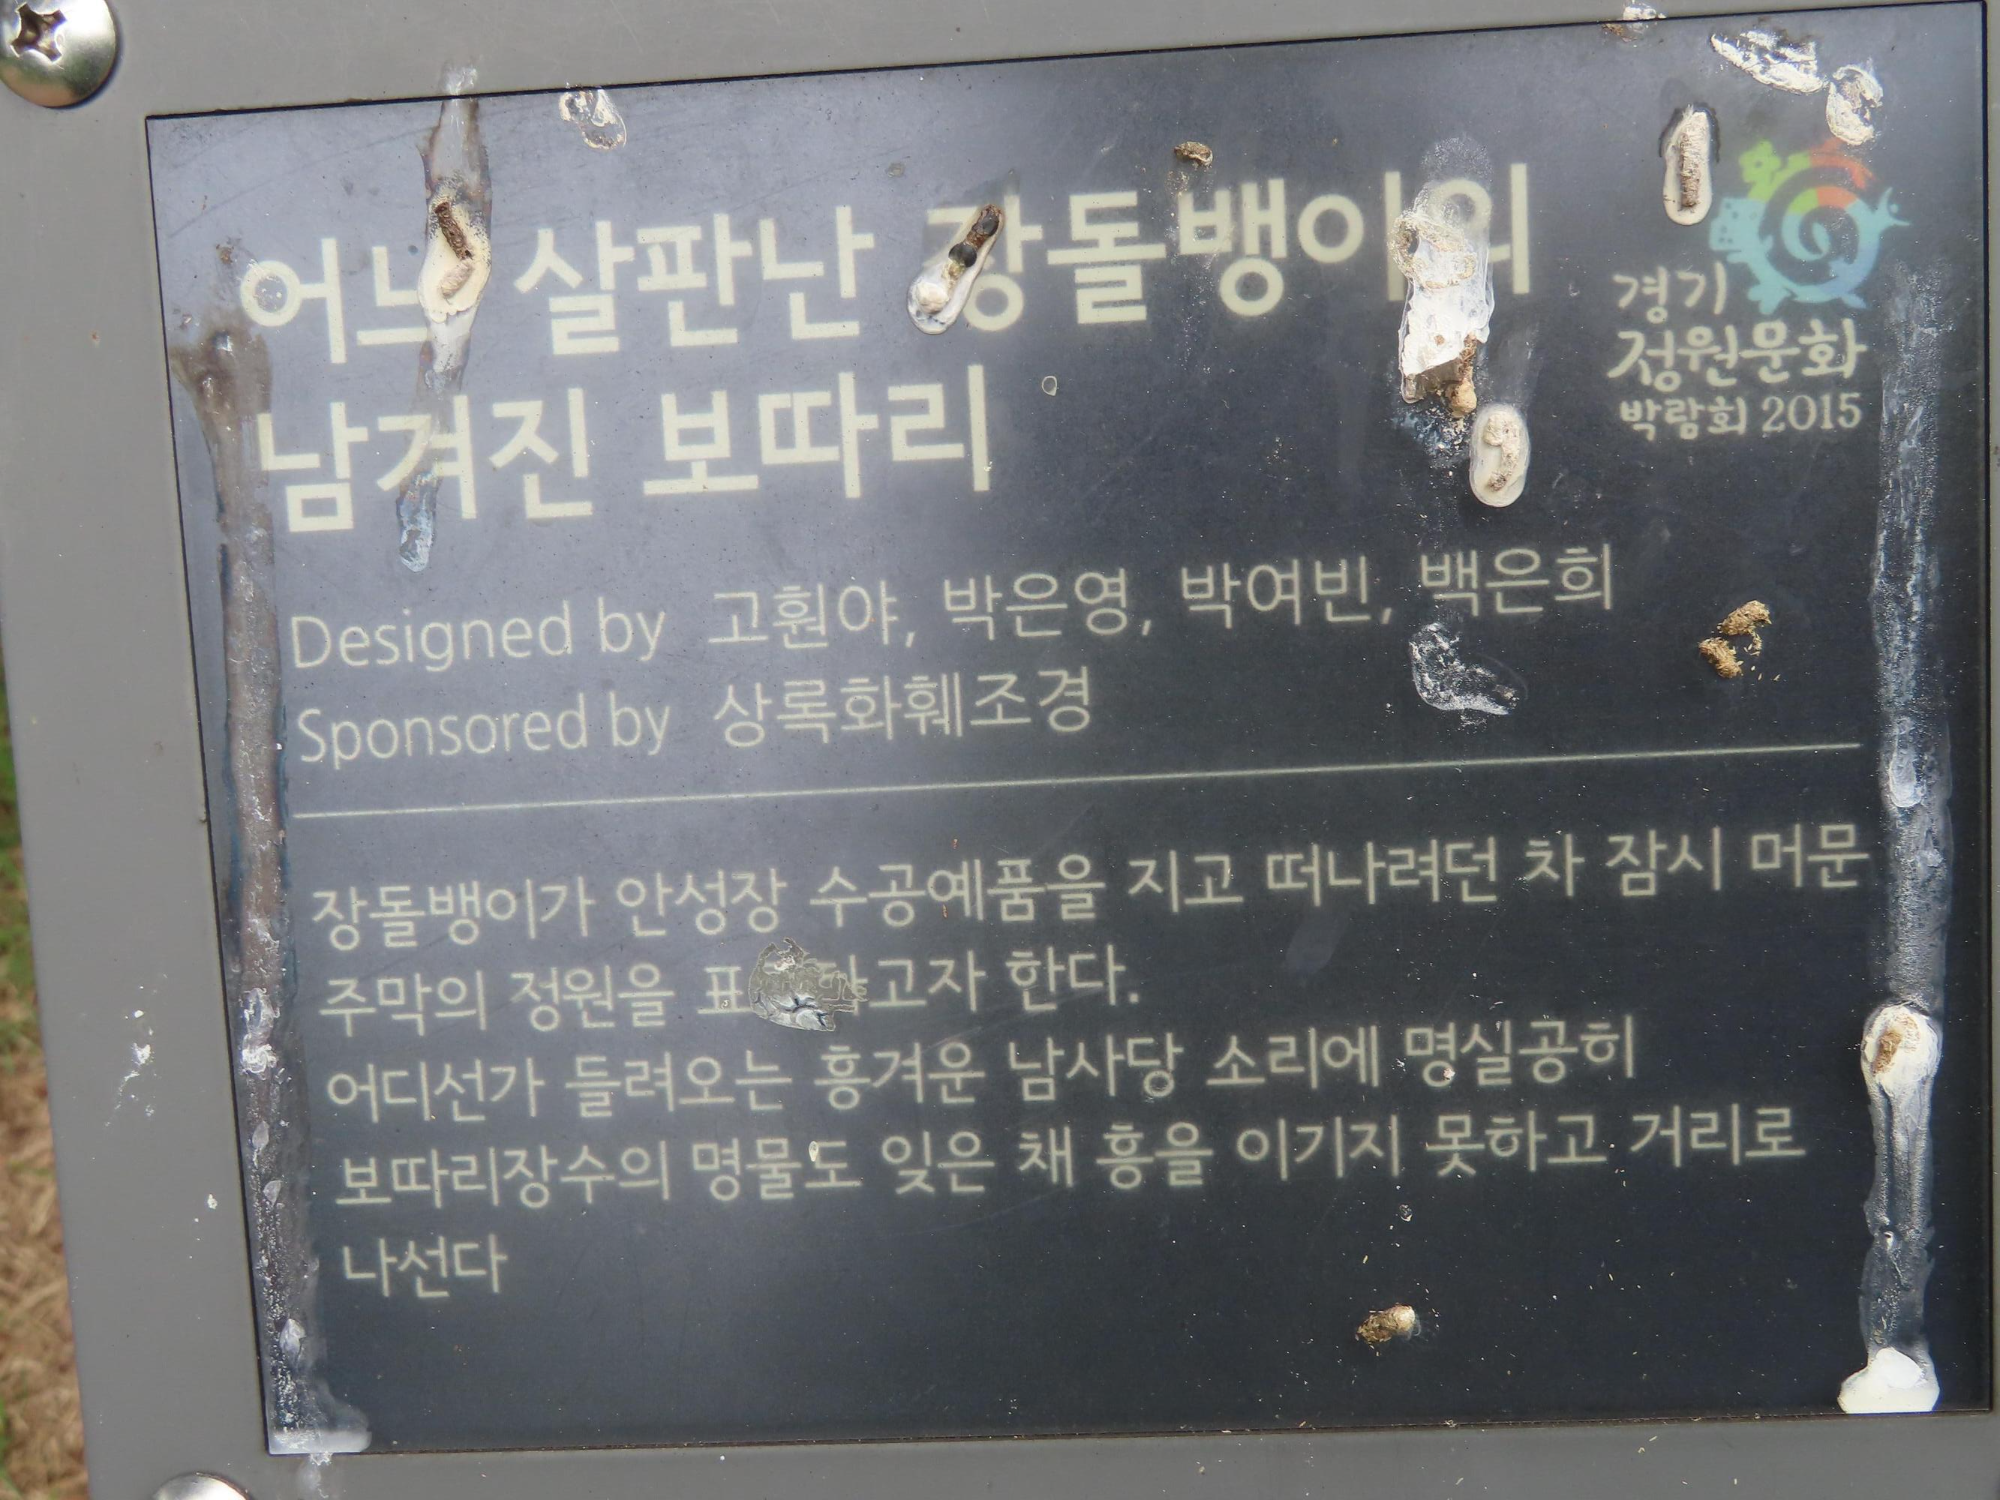 어느 살판난 장돌뱅이의
남겨진 보따리
경기
정원문화
박람회 2015
Designed by 고훤야, 박은영, 박여빈, 백은희
Sponsored by 상록화훼조경
장돌뱅이가 안성장 수공예품을 지고 떠나려던 차 잠시 머문
주막의 정원을 한다.
어디선가 들려오는 흥겨운 남사당 소리에 명실공히
보따리장수의 명물도 잊은 채 흥을 이기지 못하고 거리로
나선다